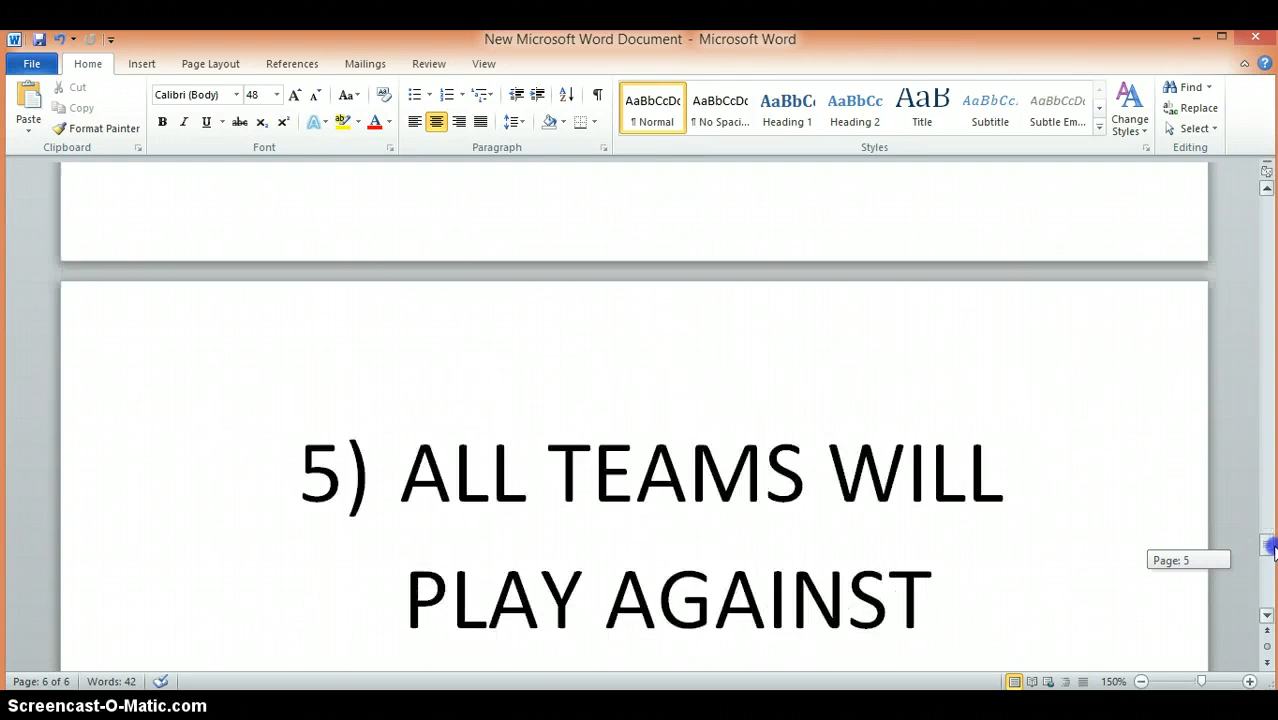 New Microsoft Word Document - Microsoft Word
File Home Insert Page Layout References Mailings Review View
Paste
Cut
Copy
Format Painter
Clipboard
Calibri (Body) 48
Font
Paragraph
AaBbCcDc AaBbCcDc AaBbC AaBbCc AaB AaBbCc. AaBbCcDc
¶ Normal ¶ No Spaci... Heading 1 Heading 2 Title Subtitle Subtle Em...
Change Styles
Styles
Find
Replace
Select
Editing
5) ALL TEAMS WILL
PLAY AGAINST
Page: 5
Page: 6 of 6 Words: 42 150%
Screencast-O-Matic.com